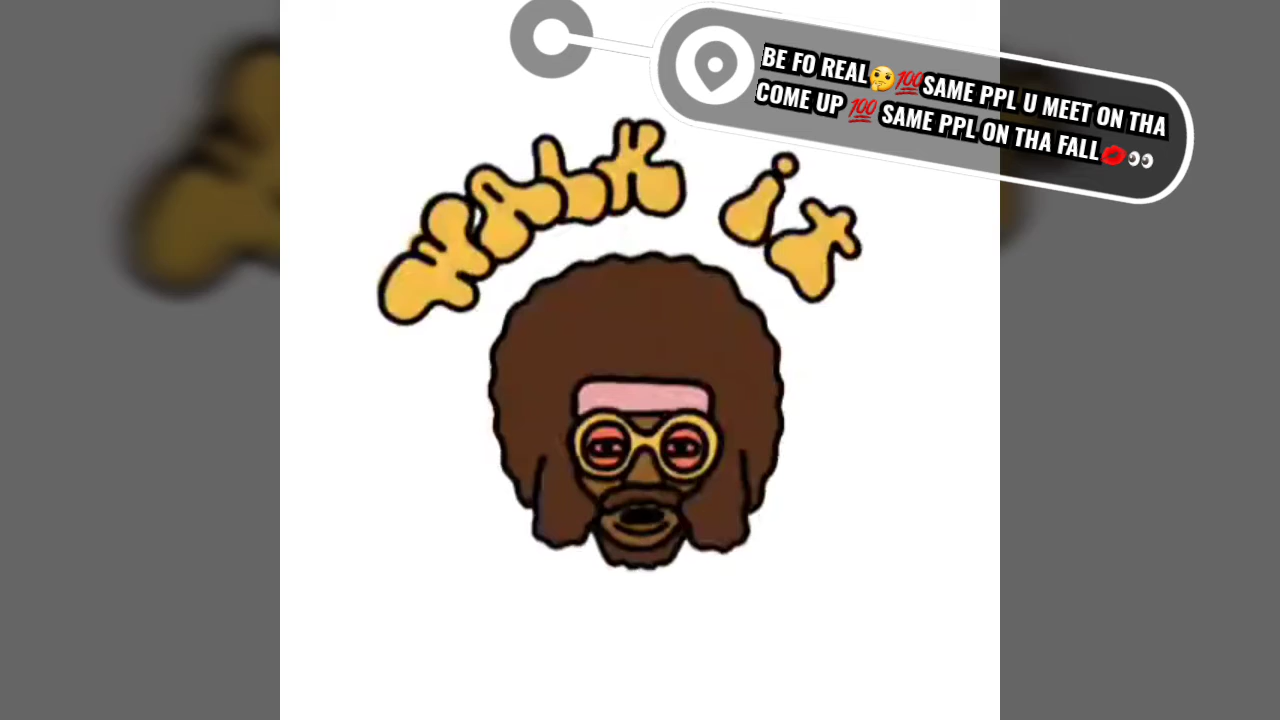 BE FO REAL🤔💯SAME PPL U MEET ON THA
COME UP 💯 SAME PPL ON THA FALL💋👀
WALK iT